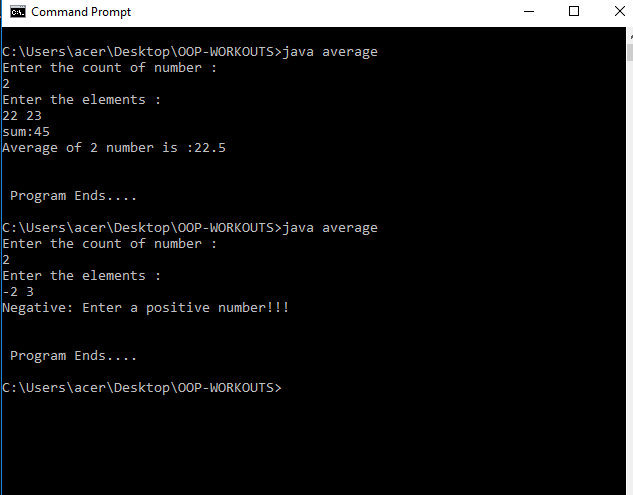 Command Prompt
C:\Users\acer\Desktop\OOP-WORKOUTS>java average
Enter the count of number :
2
Enter the elements :
22 23
sum:45
Average of 2 number is :22.5
Program Ends....
C:\Users\acer\Desktop\OOP-WORKOUTS>java average
Enter the count of number :
2
Enter the elements :
-2 3
Negative: Enter a positive number!!!
Program Ends....
C:\Users\acer\Desktop\OOP-WORKOUTS>